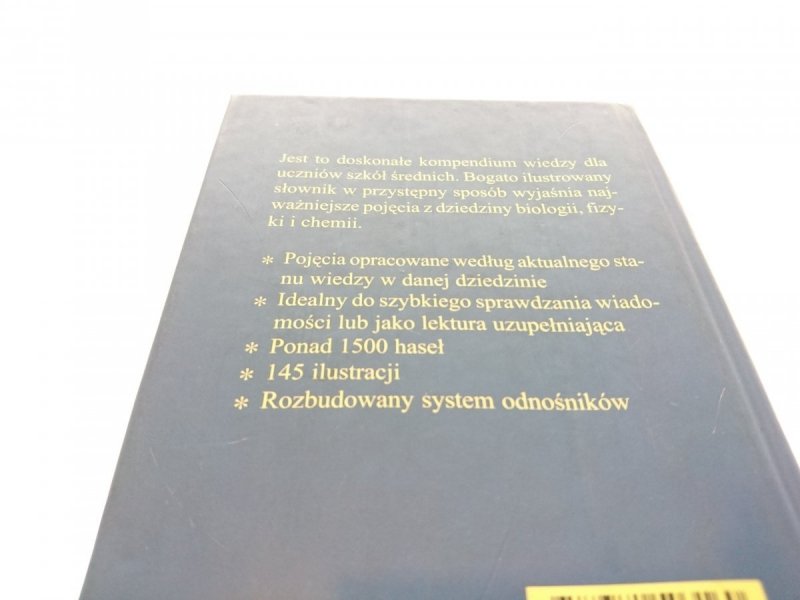 Jest to doskonałe kompendium wiedzy dla
uczniów szkół średnich. Bogato ilustrowany
słownik w przystępny sposób wyjaśnia naj-
ważniejsze pojęcia z dziedziny biologii, fizy-
ki i chemii.
* Pojęcia opracowane według aktualnego sta-
nu wiedzy w danej dziedzinie
* Idealny do szybkiego sprawdzania wiado-
mości lub jako lektura uzupełniająca
* Ponad 1500 haseł
* 145 ilustracji
* Rozbudowany system odnośników